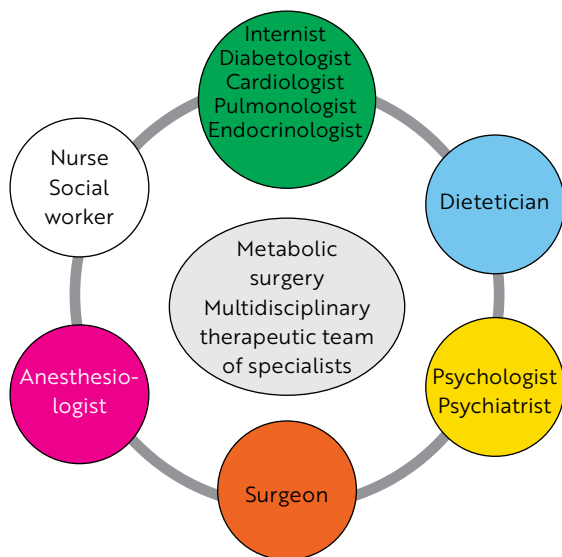 Internist
Diabetologist
Cardiologist
Pulmonologist
Endocrinologist
Nurse
Social
worker
Dietetician
Metabolic
surgery
Multidisciplinary
therapeutic team
of specialists
Anesthesio-
logist
Psychologist
Psychiatrist
Surgeon